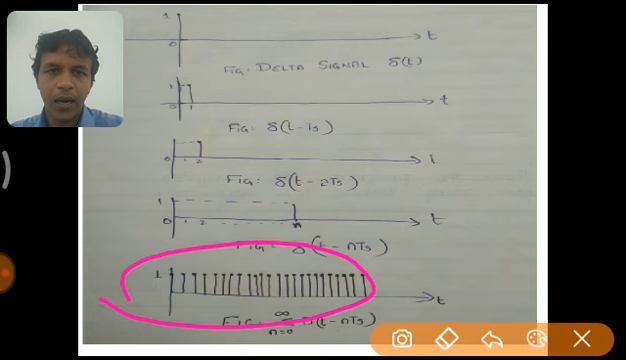 1
t
0
Fig: DELTA SIGNAL δ(t)
1
0 1 t
Fig: δ(t-Ts)
0 1 2 t
Fig: δ(t-2Ts)
1
0 1 2 n t
Fig: δ(t-nTs)
1
t
∞
Fig: δ(t-nTs)
n=0